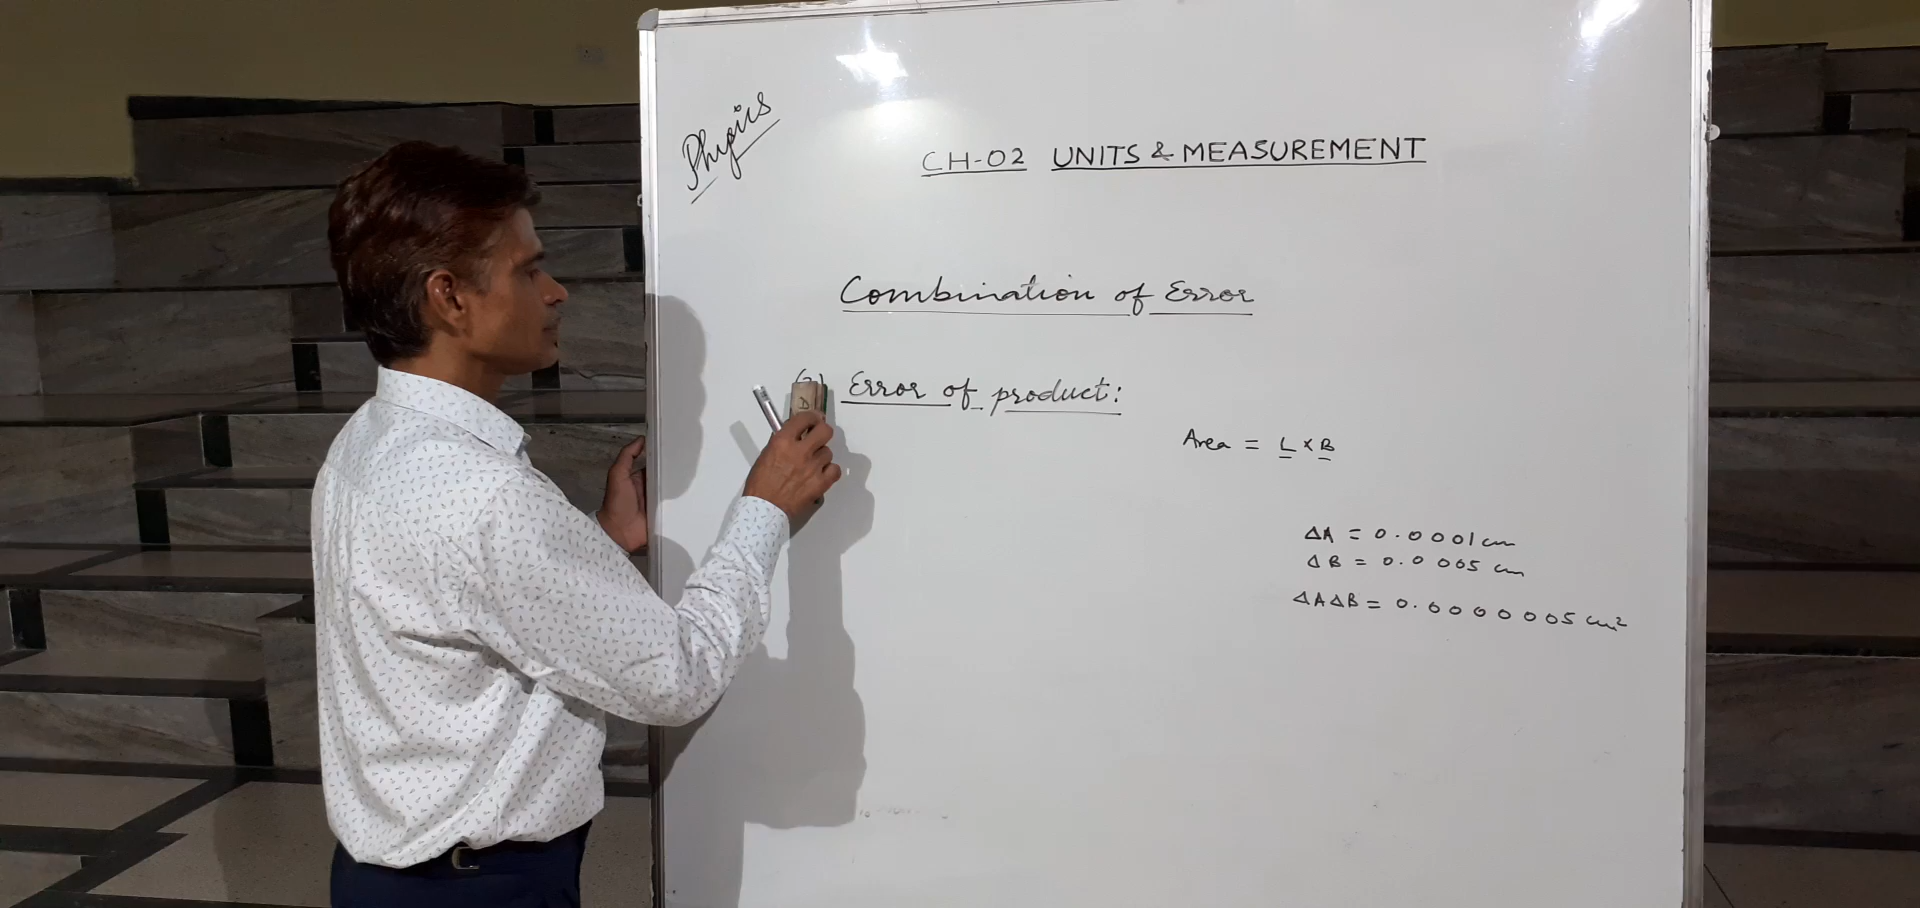 Physics
CH-02 UNITS & MEASUREMENT
Combination of Error
Error of product:
Area = L × B
ΔA = 0.0001 cm
ΔB = 0.0005 cm
ΔAΔB = 0.00000005 cm²